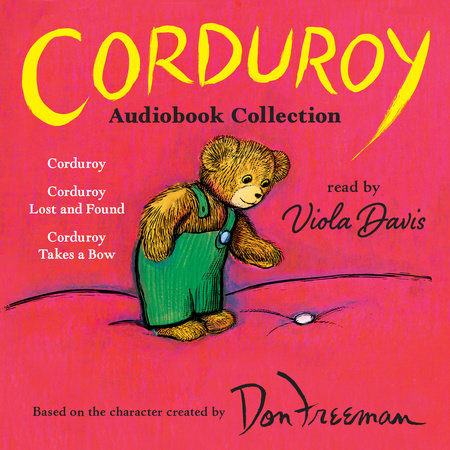 CORDUROY
Audiobook Collection
Corduroy
Corduroy
Lost and Found
Corduroy
Takes a Bow
read by
Viola Davis
Based on the character created by
Don Freeman